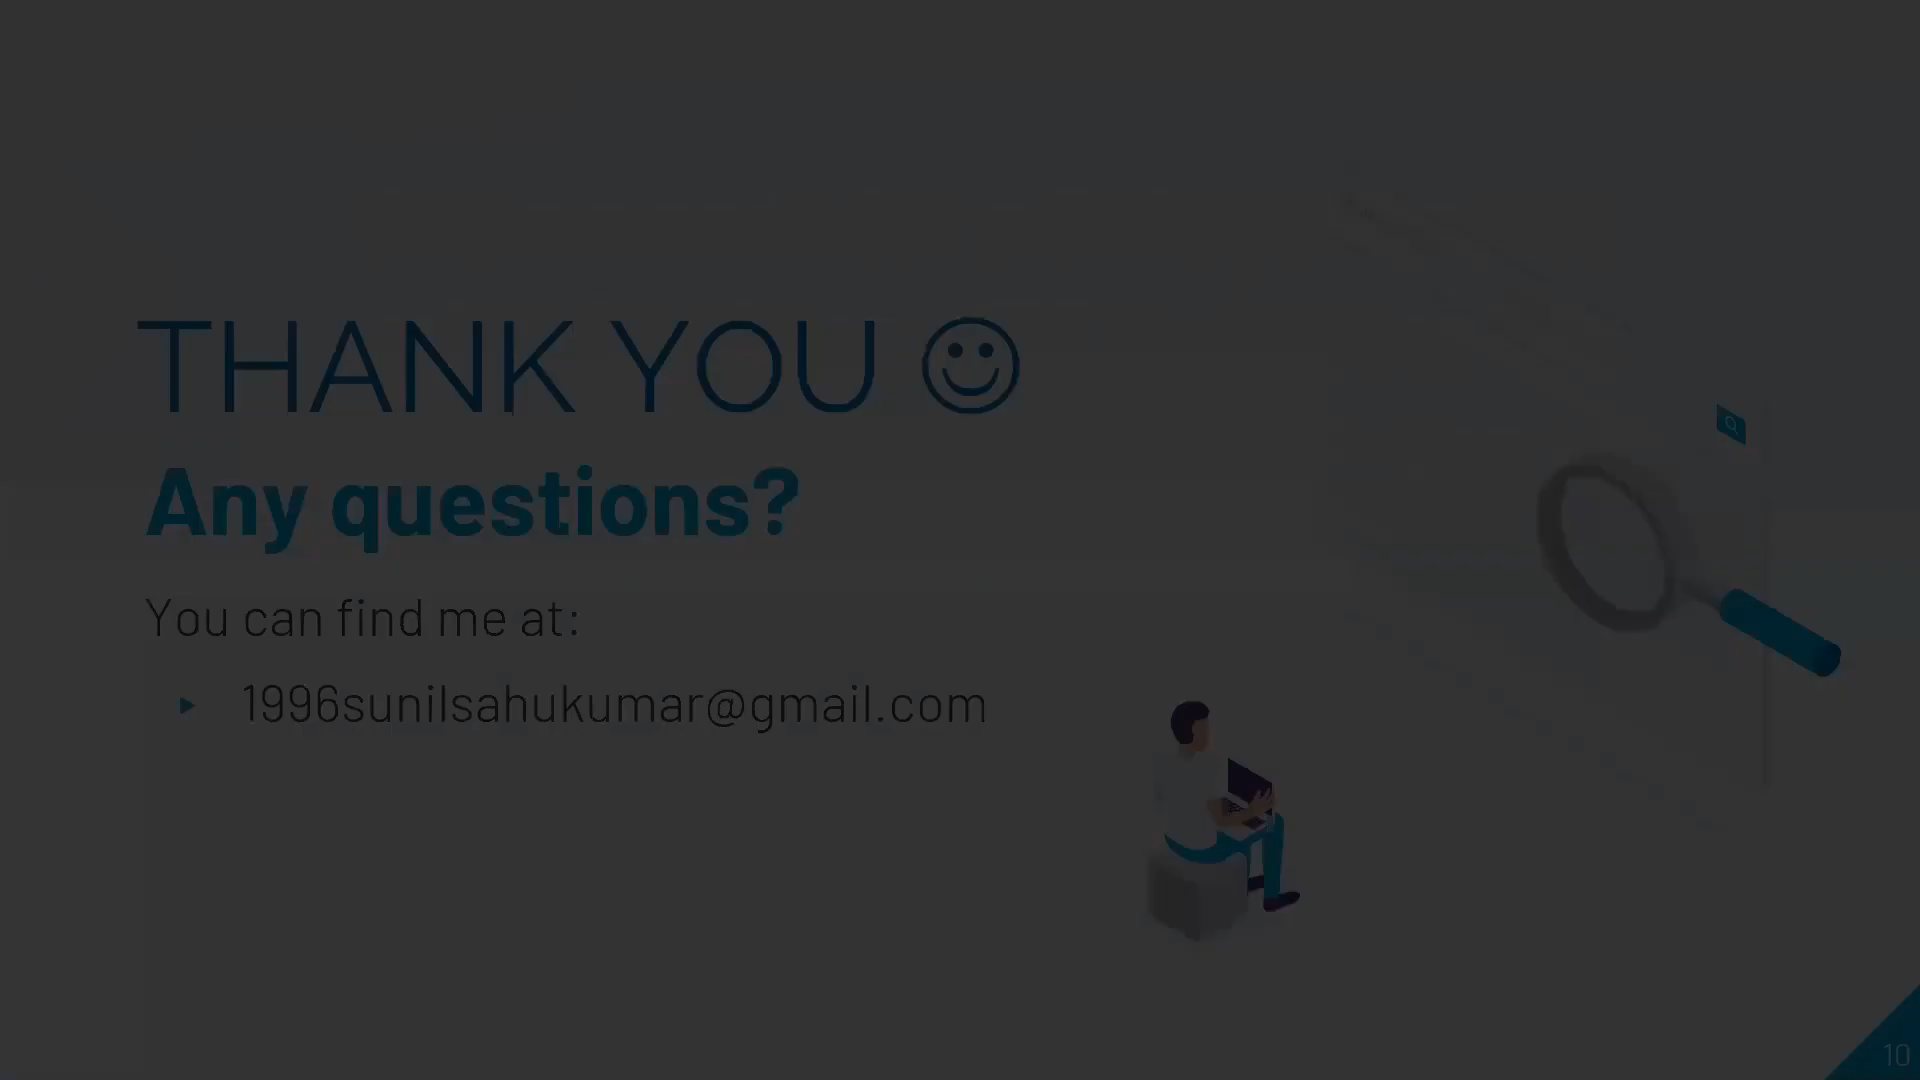 THANK YOU ☺
Any questions?
You can find me at:
1996sunilsahukumar@gmail.com
10